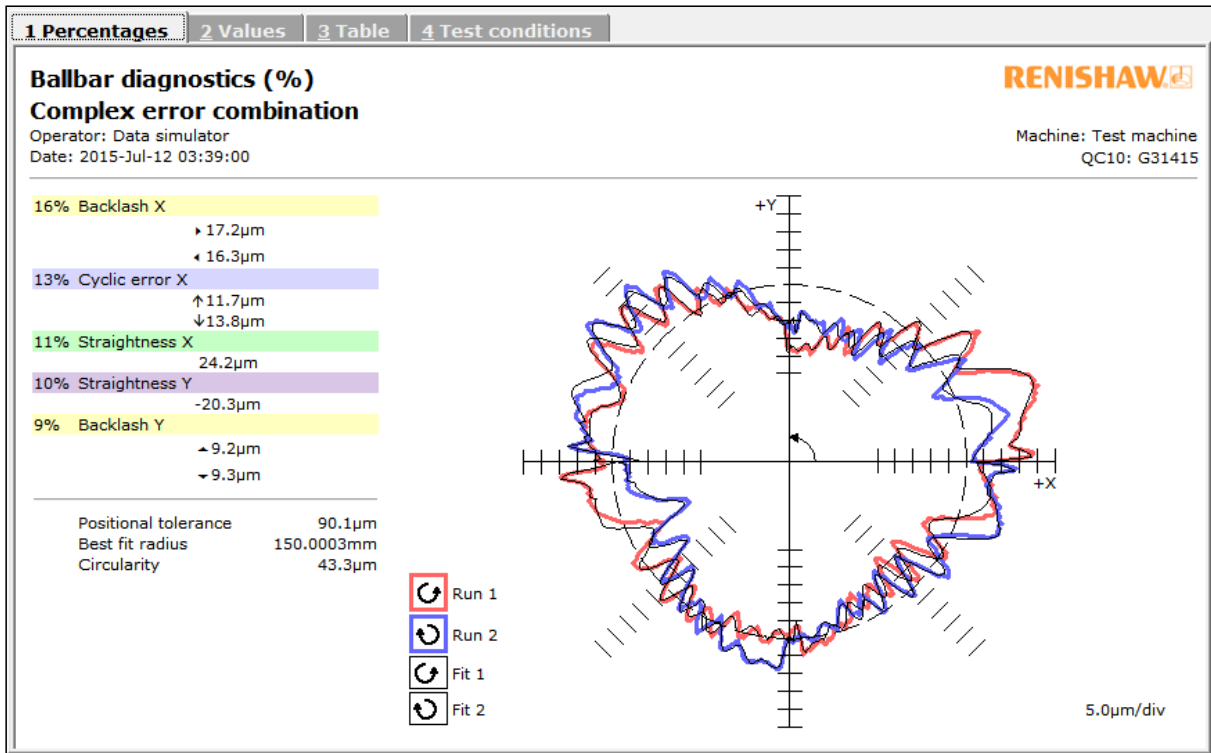 1 Percentages 2 Values 3 Table 4 Test conditions
Ballbar diagnostics (%)
RENISHAW.
Complex error combination
Operator: Data simulator
Machine: Test machine
Date: 2015-Jul-12 03:39:00
QC10: G31415
16% Backlash X
▸ 17.2µm
◂ 16.3µm
13% Cyclic error X
↑11.7µm
↓13.8µm
11% Straightness X
24.2µm
10% Straightness Y
-20.3µm
9% Backlash Y
▴ 9.2µm
▾ 9.3µm
Positional tolerance 90.1µm
Best fit radius 150.0003mm
Circularity 43.3µm
+Y
+X
Run 1
Run 2
Fit 1
Fit 2
5.0µm/div